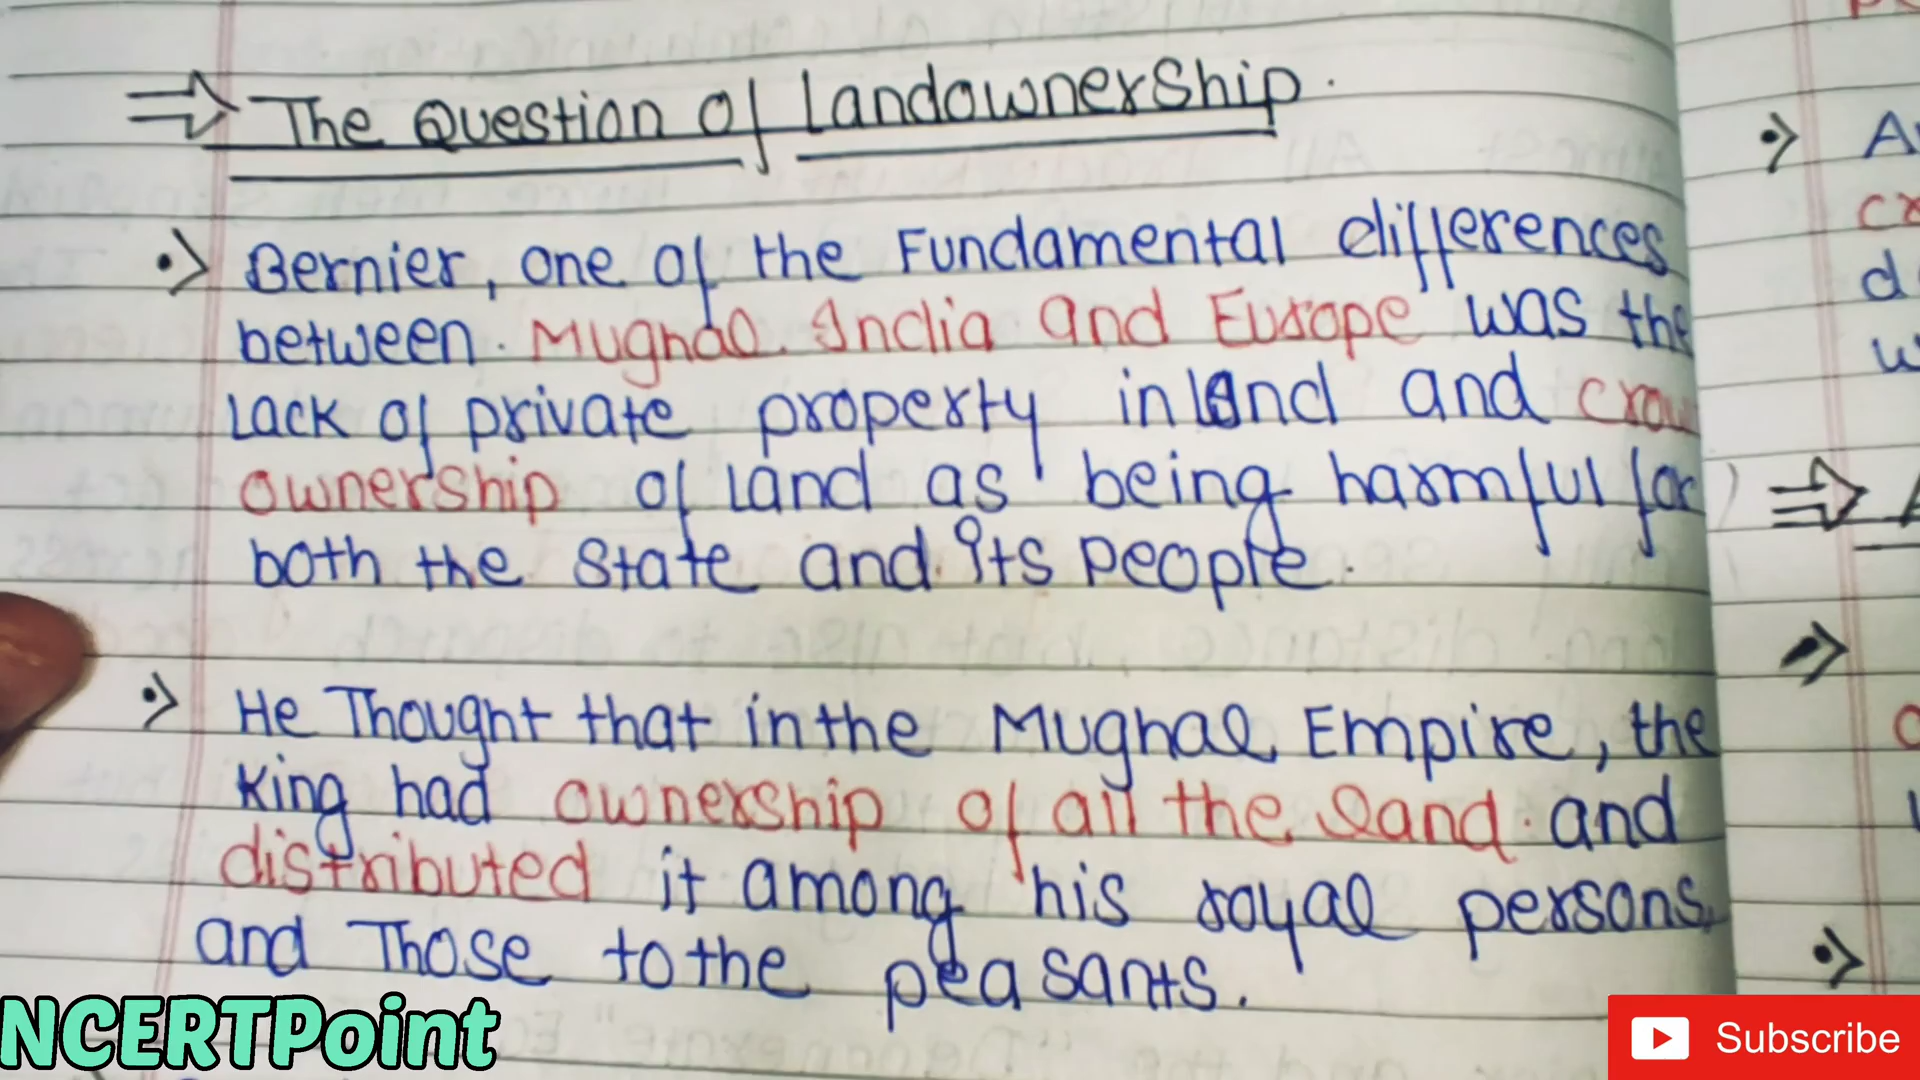 ⇒ The Question of Landownership.
•> Bernier, one of the Fundamental differences
between. Mughal. India and Europe was the
Lack of private property in land and crow
ownership of land as being harmful for
both the State and its people.
•> He Thought that in the Mughal Empire, the
King had ownership of all the land. and
distributed it among his royal persons,
and Those to the peasants.
NCERTPoint
Subscribe